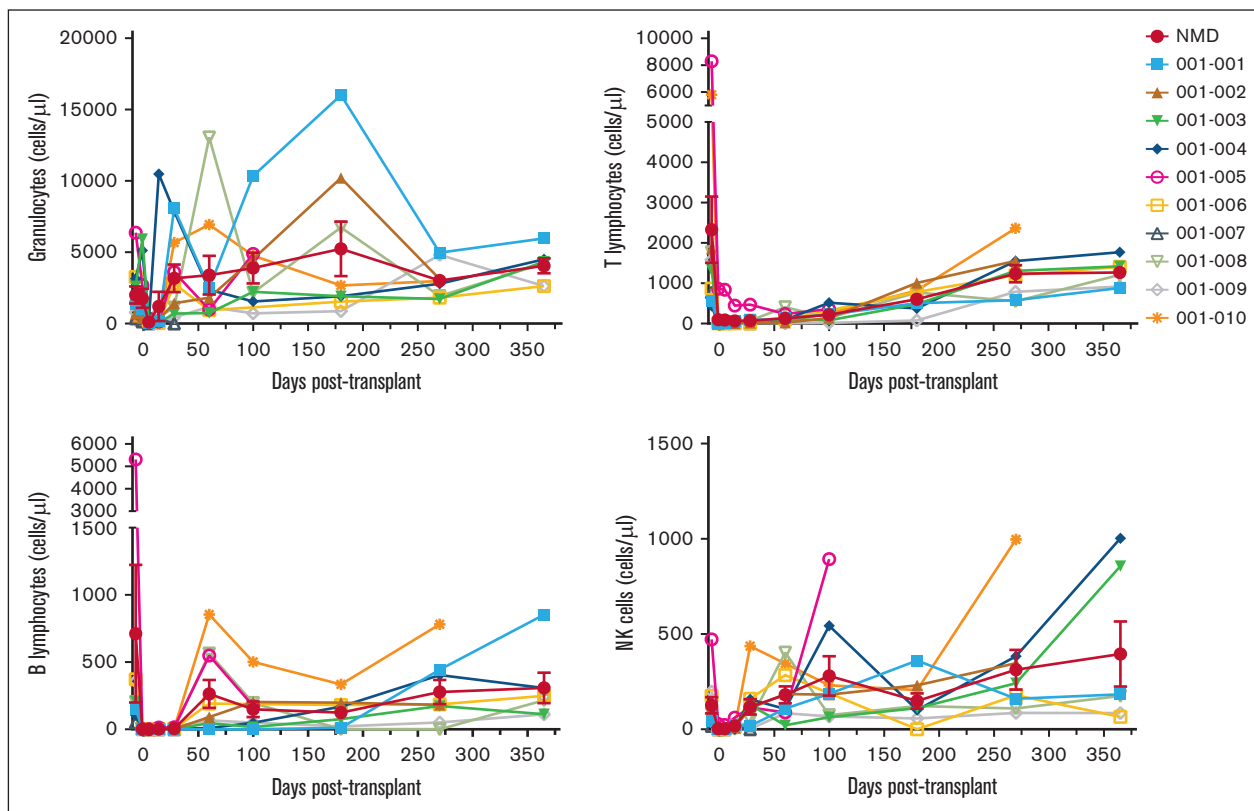 20000
15000
10000
5000
0
Granulocytes (cells/µl)
0 50 100 150 200 250 300 350
Days post-transplant
10000
8000
6000
5000
4000
3000
2000
1000
0
T lymphocytes (cells/µl)
0 50 100 150 200 250 300 350
Days post-transplant
NMD
001-001
001-002
001-003
001-004
001-005
001-006
001-007
001-008
001-009
001-010
6000
5000
4000
3000
1500
1000
500
0
B lymphocytes (cells/µl)
0 50 100 150 200 250 300 350
Days post-transplant
1500
1000
500
0
NK cells (cells/µl)
0 50 100 150 200 250 300 350
Days post-transplant